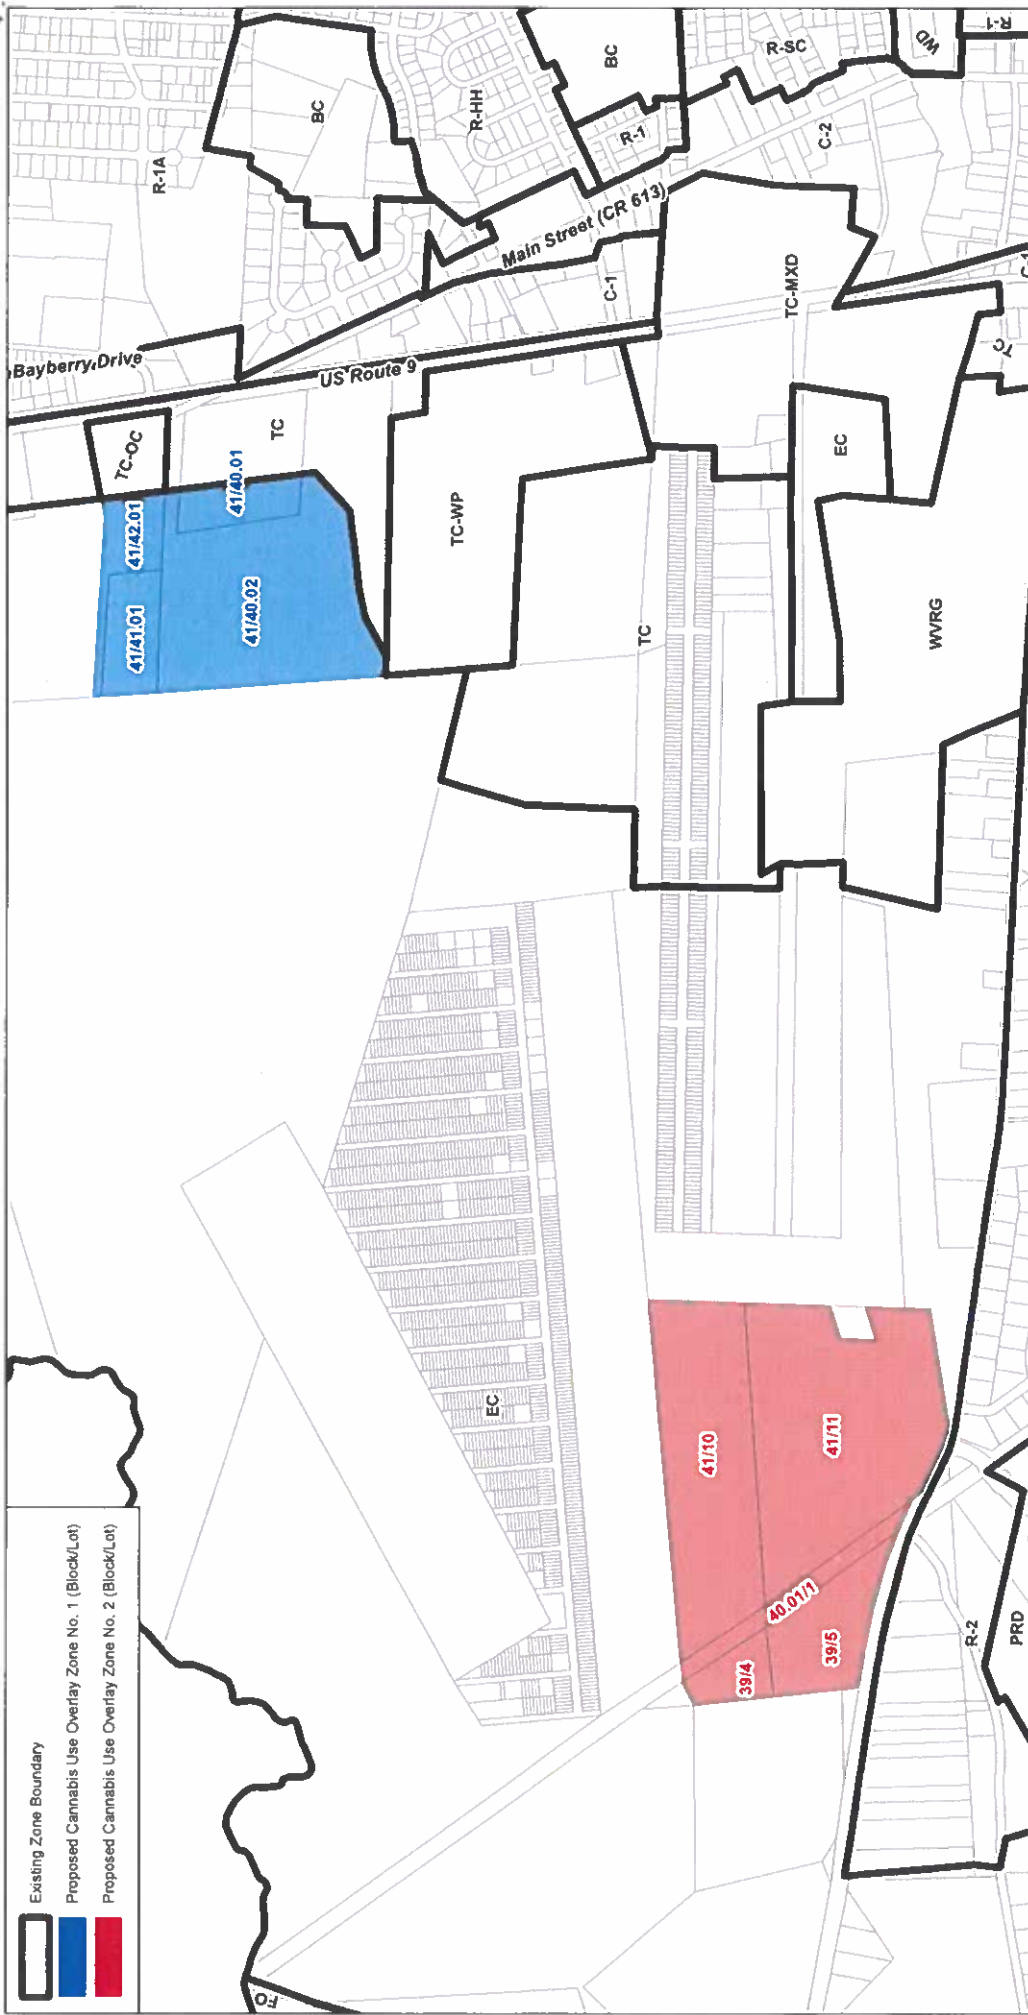 Existing Zone Boundary
Proposed Cannabis Use Overlay Zone No. 1 (Block/Lot)
Proposed Cannabis Use Overlay Zone No. 2 (Block/Lot)
FO
EC
41/10
41/11
40.01/1
39/4
39/5
R-2
PRD
41/41.01
41/42.01
41/40.01
41/40.02
TC-OC
TC
TC-WP
TC
WVRG
EC
TC-MXD
TC
C-1
Bayberry Drive
US Route 9
Main Street (CR 613)
C-1
R-1A
BC
R-HH
BC
R-1
C-2
R-SC
WD
R-1